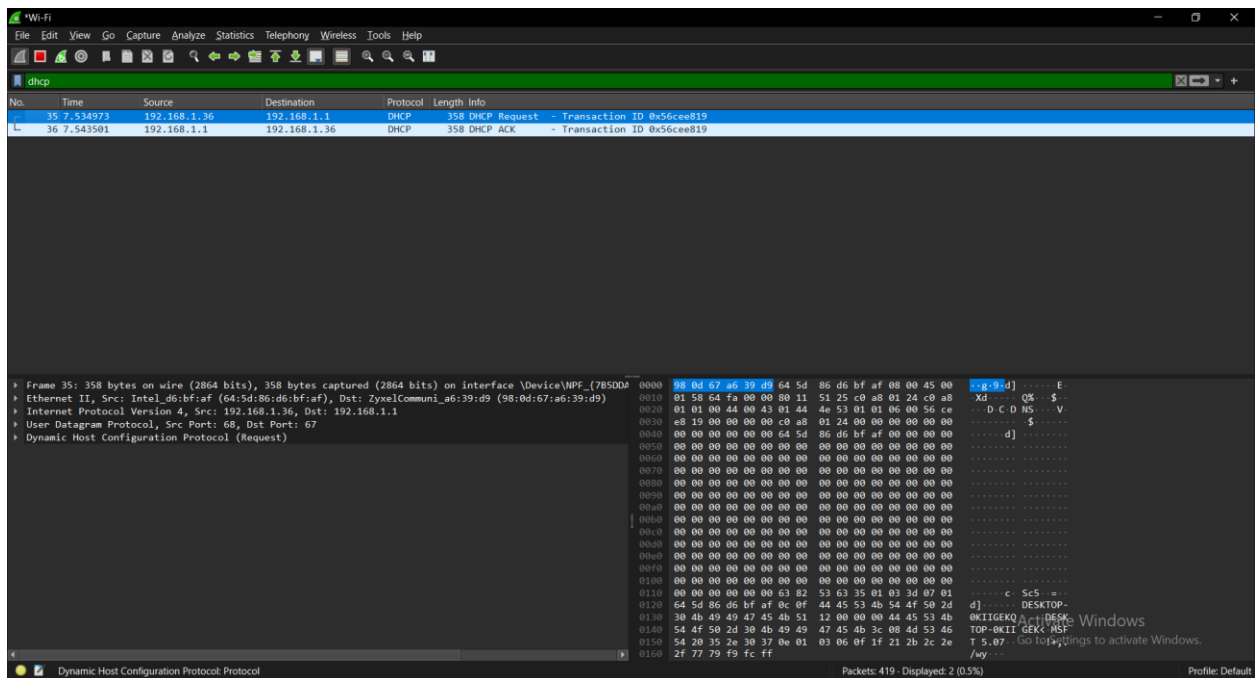 *Wi-Fi
File Edit View Go Capture Analyze Statistics Telephony Wireless Tools Help
dhcp
No. Time Source Destination Protocol Length Info
35 7.534973 192.168.1.36 192.168.1.1 DHCP 358 DHCP Request - Transaction ID 0x56cee819
36 7.543501 192.168.1.1 192.168.1.36 DHCP 358 DHCP ACK - Transaction ID 0x56cee819
Frame 35: 358 bytes on wire (2864 bits), 358 bytes captured (2864 bits) on interface \Device\NPF_{7B5DDA
Ethernet II, Src: Intel_d6:bf:af (64:5d:86:d6:bf:af), Dst: ZyxelCommuni_a6:39:d9 (98:0d:67:a6:39:d9)
Internet Protocol Version 4, Src: 192.168.1.36, Dst: 192.168.1.1
User Datagram Protocol, Src Port: 68, Dst Port: 67
Dynamic Host Configuration Protocol (Request)
0000 98 0d 67 a6 39 d9 64 5d 86 d6 bf af 08 00 45 00 ··g·9·d] ······E·
0010 01 58 64 fa 00 00 80 11 51 25 c0 a8 01 24 c0 a8 ·Xd····· Q%···$··
0020 01 01 00 44 00 43 01 44 4e 53 01 01 06 00 56 ce ···D·C·D NS····V·
0030 e8 19 00 00 00 00 c0 a8 01 24 00 00 00 00 00 00 ········ ·$······
0040 00 00 00 00 00 00 64 5d 86 d6 bf af 00 00 00 00 ······d] ········
0050 00 00 00 00 00 00 00 00 00 00 00 00 00 00 00 00 ········ ········
0060 00 00 00 00 00 00 00 00 00 00 00 00 00 00 00 00 ········ ········
0070 00 00 00 00 00 00 00 00 00 00 00 00 00 00 00 00 ········ ········
0080 00 00 00 00 00 00 00 00 00 00 00 00 00 00 00 00 ········ ········
0090 00 00 00 00 00 00 00 00 00 00 00 00 00 00 00 00 ········ ········
00a0 00 00 00 00 00 00 00 00 00 00 00 00 00 00 00 00 ········ ········
00b0 00 00 00 00 00 00 00 00 00 00 00 00 00 00 00 00 ········ ········
00c0 00 00 00 00 00 00 00 00 00 00 00 00 00 00 00 00 ········ ········
00d0 00 00 00 00 00 00 00 00 00 00 00 00 00 00 00 00 ········ ········
00e0 00 00 00 00 00 00 00 00 00 00 00 00 00 00 00 00 ········ ········
00f0 00 00 00 00 00 00 00 00 00 00 00 00 00 00 00 00 ········ ········
0100 00 00 00 00 00 00 00 00 00 00 00 00 00 00 00 00 ········ ········
0110 00 00 00 00 00 00 63 82 53 63 35 01 03 3d 07 01 ······c· Sc5··=··
0120 64 5d 86 d6 bf af 0c 0f 44 45 53 4b 54 4f 50 2d d]······ DESKTOP-
0130 30 4b 49 49 47 45 4b 51 12 00 00 00 44 45 53 4b 0KIIGEKQ ····DESK
0140 54 4f 50 2d 30 4b 49 49 47 45 4b 3c 08 4d 53 46 TOP-0KII GEK<·MSF
0150 54 20 35 2e 30 37 0e 01 03 06 0f 1f 21 2b 2c 2e T 5.07·· ····!+,.
0160 2f 77 79 f9 fc ff /wy···
Activate Windows
Go to Settings to activate Windows.
Dynamic Host Configuration Protocol: Protocol
Packets: 419 · Displayed: 2 (0.5%)
Profile: Default